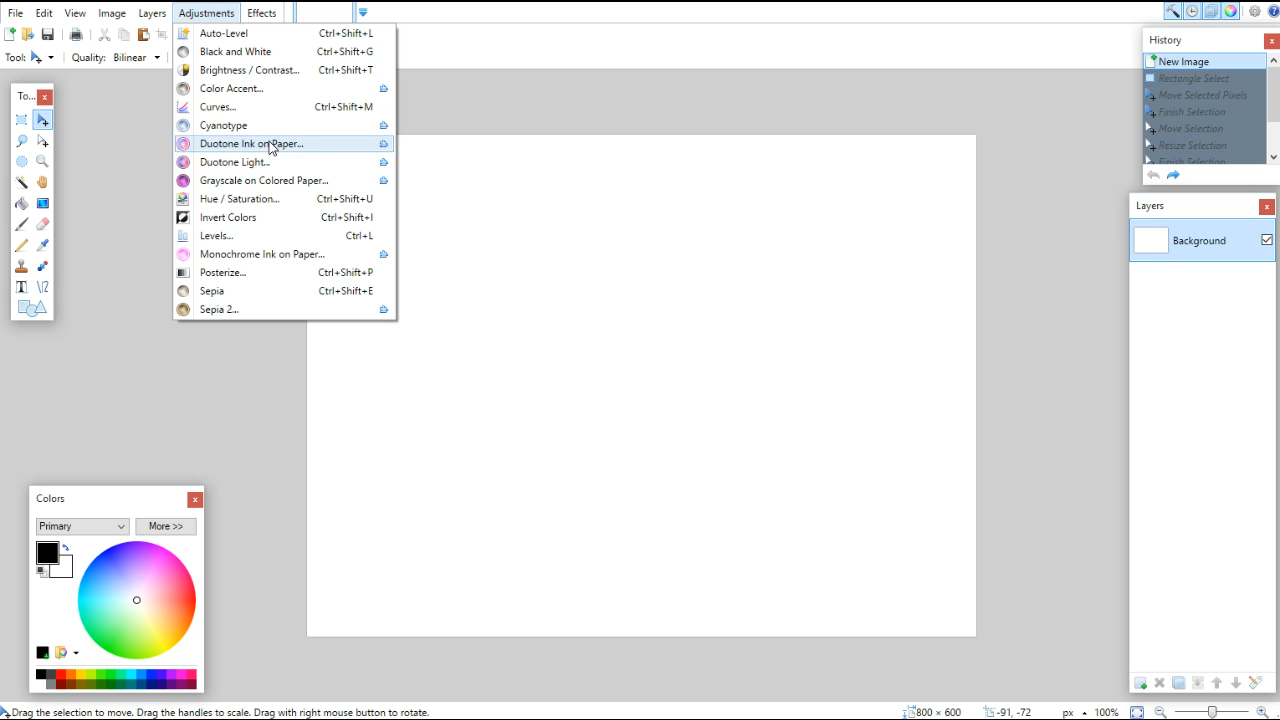 File Edit View Image Layers Adjustments Effects
Tool: Quality: Bilinear
To...
Auto-Level Ctrl+Shift+L
Black and White Ctrl+Shift+G
Brightness / Contrast... Ctrl+Shift+T
Color Accent...
Curves... Ctrl+Shift+M
Cyanotype
Duotone Ink on Paper...
Duotone Light...
Grayscale on Colored Paper...
Hue / Saturation... Ctrl+Shift+U
Invert Colors Ctrl+Shift+I
Levels... Ctrl+L
Monochrome Ink on Paper...
Posterize... Ctrl+Shift+P
Sepia Ctrl+Shift+E
Sepia 2...
History
New Image
Rectangle Select
Move Selected Pixels
Finish Selection
Move Selection
Resize Selection
Finish Selection
Layers
Background
Colors
Primary More >>
Drag the selection to move. Drag the handles to scale. Drag with right mouse button to rotate. 800 × 600 -91, -72 px 100%